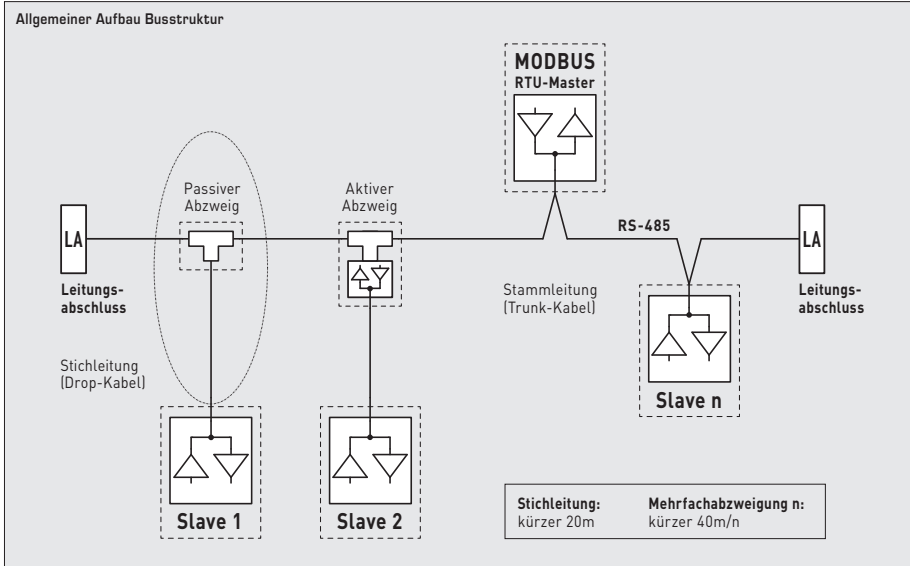 Allgemeiner Aufbau Busstruktur
MODBUS
RTU-Master
Passiver
Abzweig
Aktiver
Abzweig
RS-485
LA
LA
Leitungs-
abschluss
Stammleitung
(Trunk-Kabel)
Leitungs-
abschluss
Stichleitung
(Drop-Kabel)
Slave n
Slave 1
Slave 2
Stichleitung:
kürzer 20m
Mehrfachabzweigung n:
kürzer 40m/n